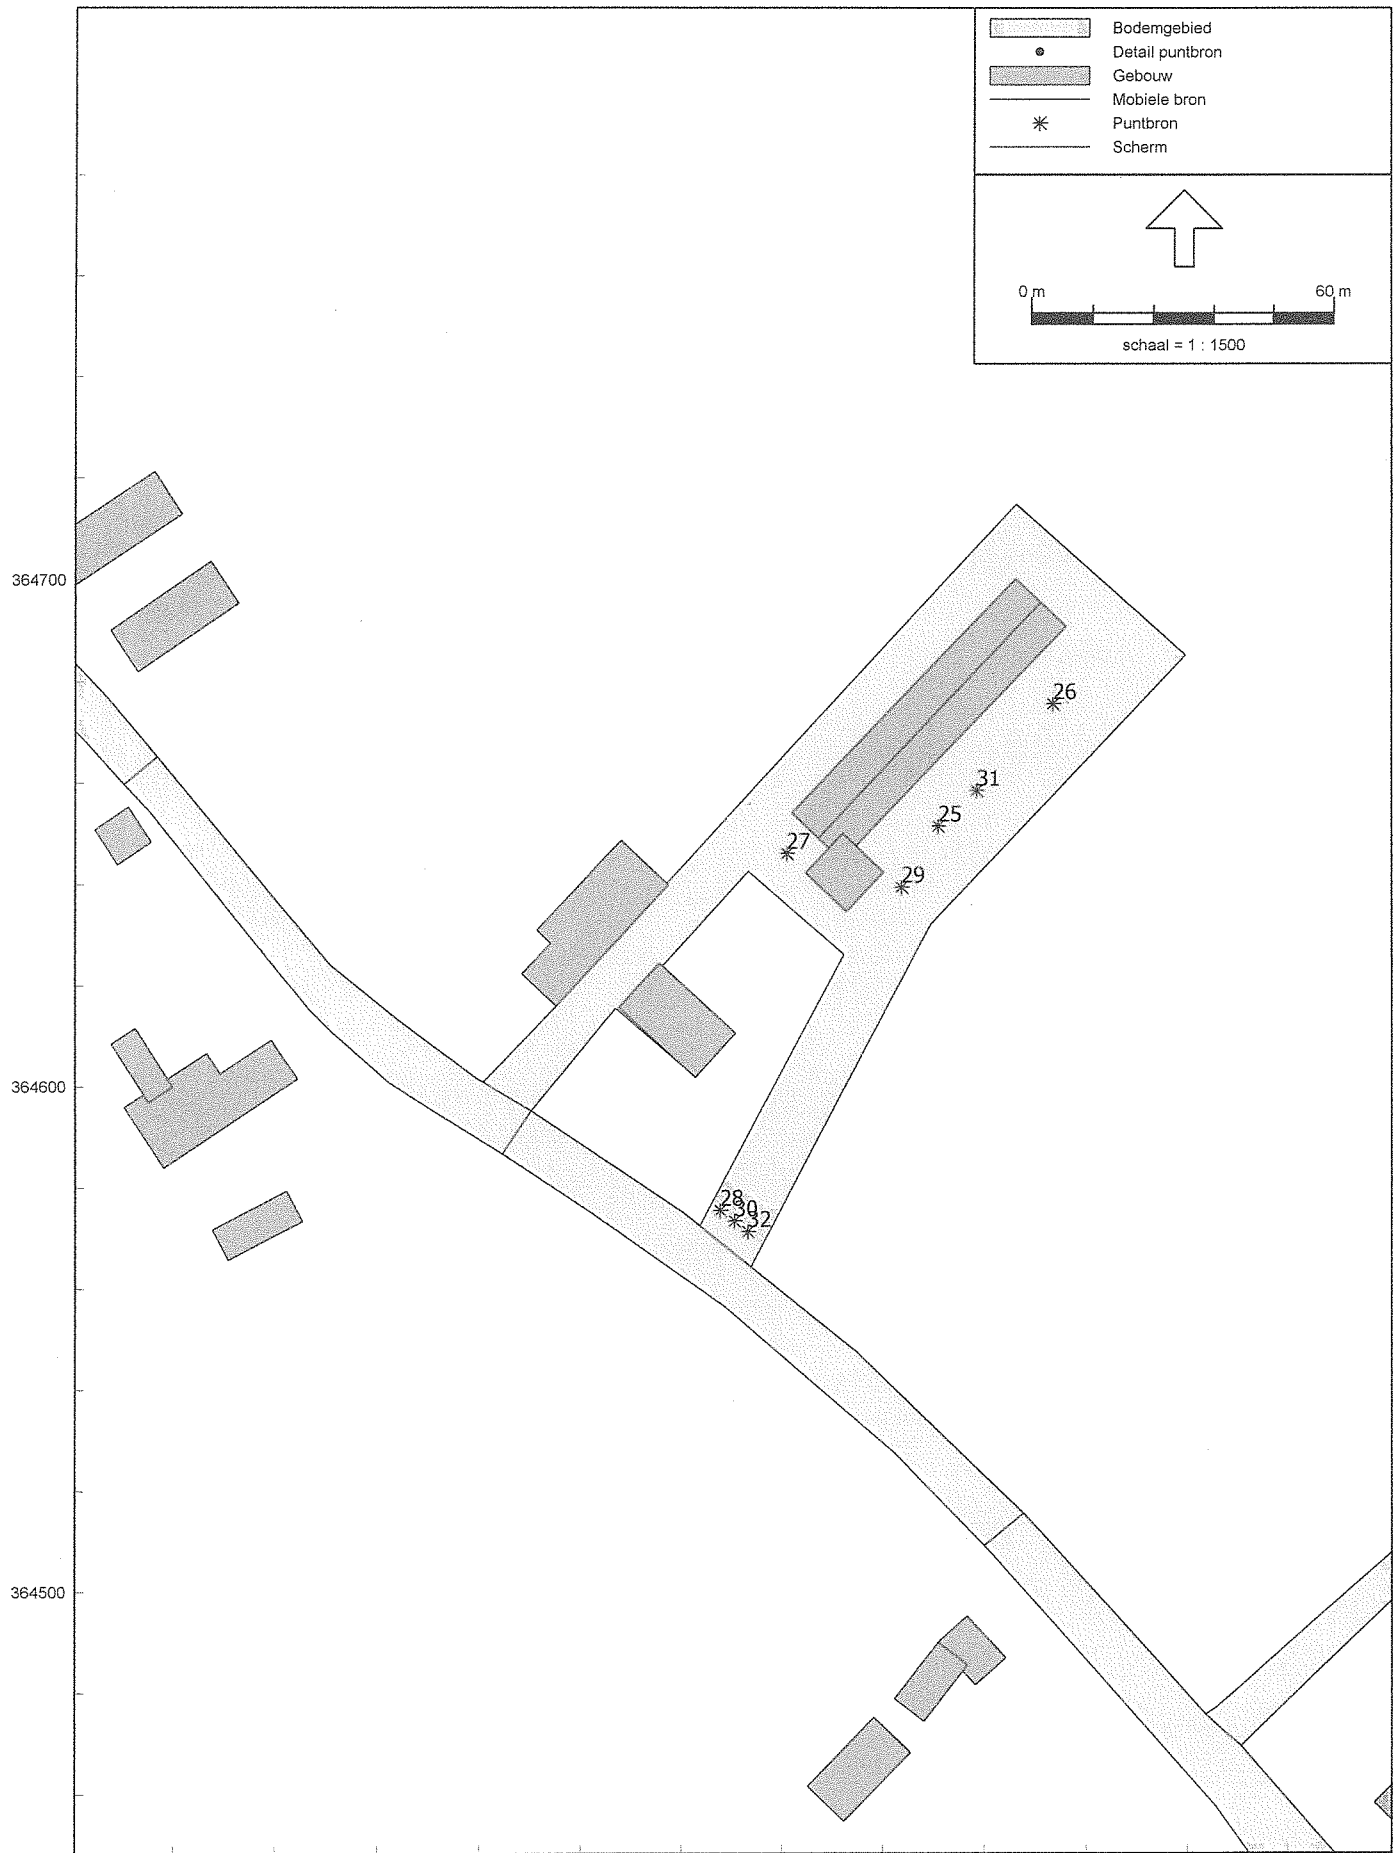 Bodemgebied
Detail puntbron
Gebouw
Mobiele bron
Puntbron
Scherm
0 m 60 m
schaal = 1 : 1500
364700
26
31
25
27
29
364600
28
30
32
364500